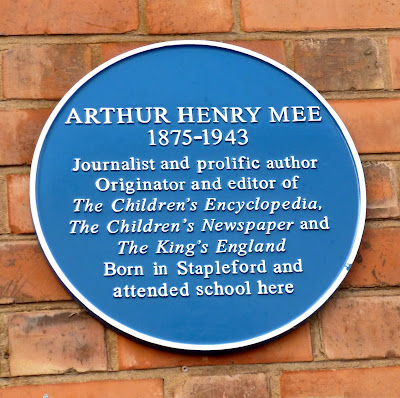 ARTHUR HENRY MEE
1875-1943
Journalist and prolific author
Originator and editor of
The Children's Encyclopedia,
The Children's Newspaper and
The King's England
Born in Stapleford and
attended school here